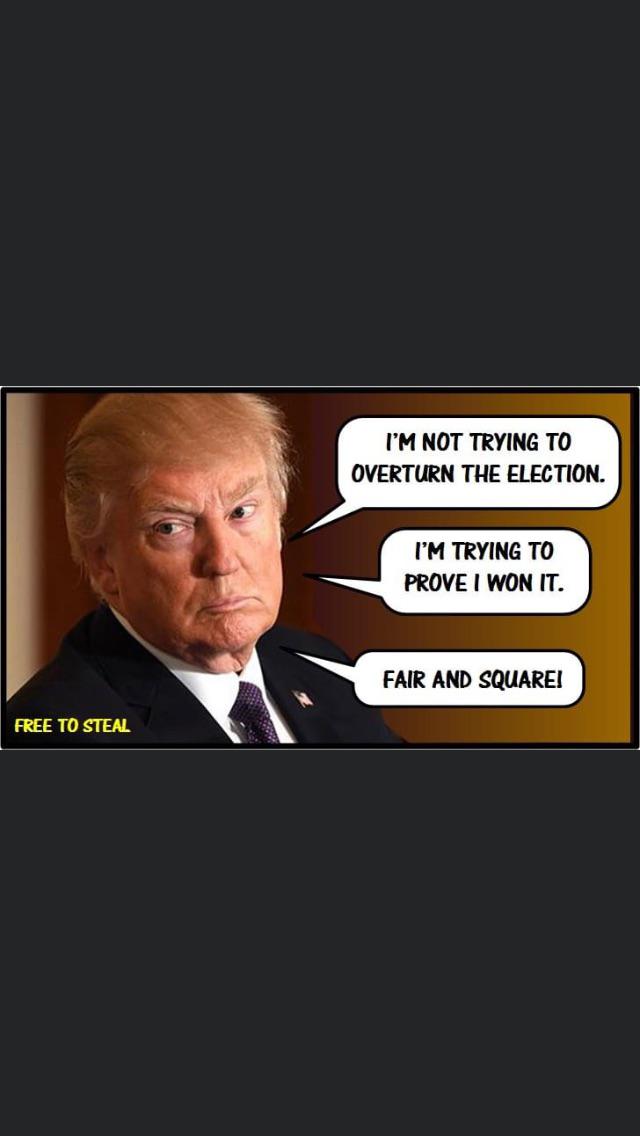 I'M NOT TRYING TO
OVERTURN THE ELECTION.
I'M TRYING TO
PROVE I WON IT.
FAIR AND SQUARE!
FREE TO STEAL